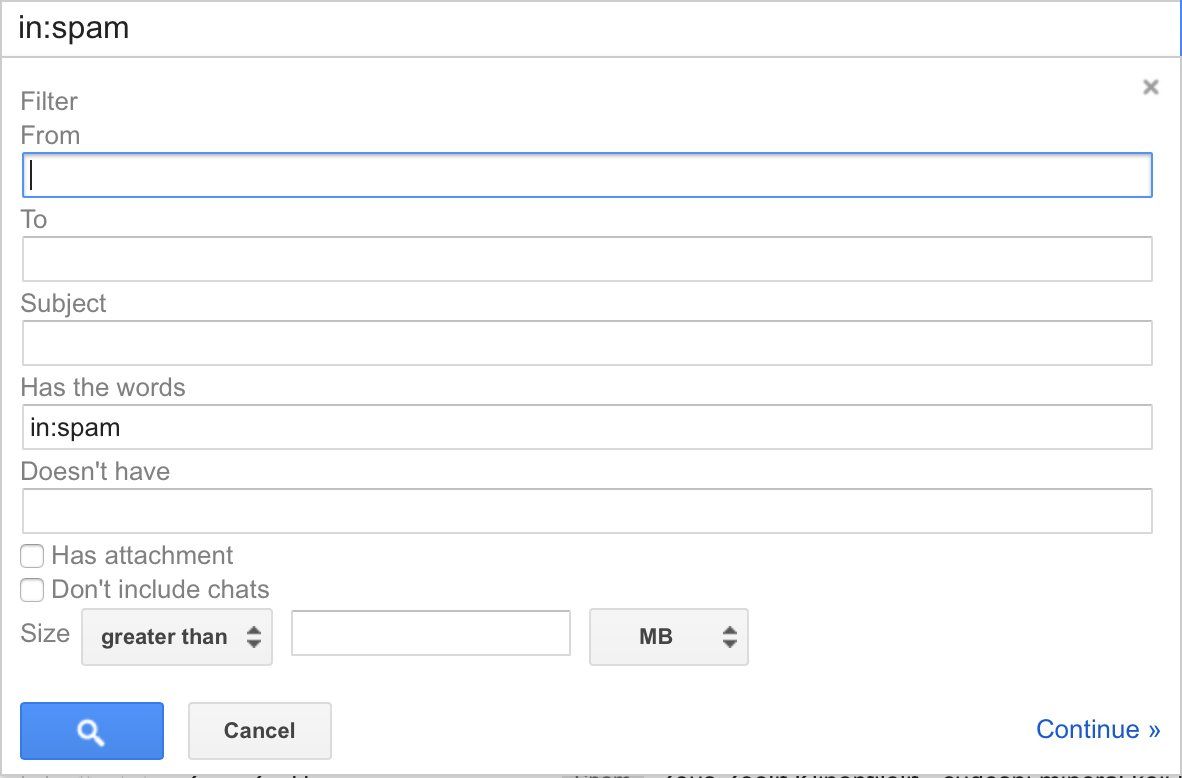 in:spam
×
Filter
From
To
Subject
Has the words
in:spam
Doesn't have
Has attachment
Don't include chats
Size greater than MB
Cancel Continue »